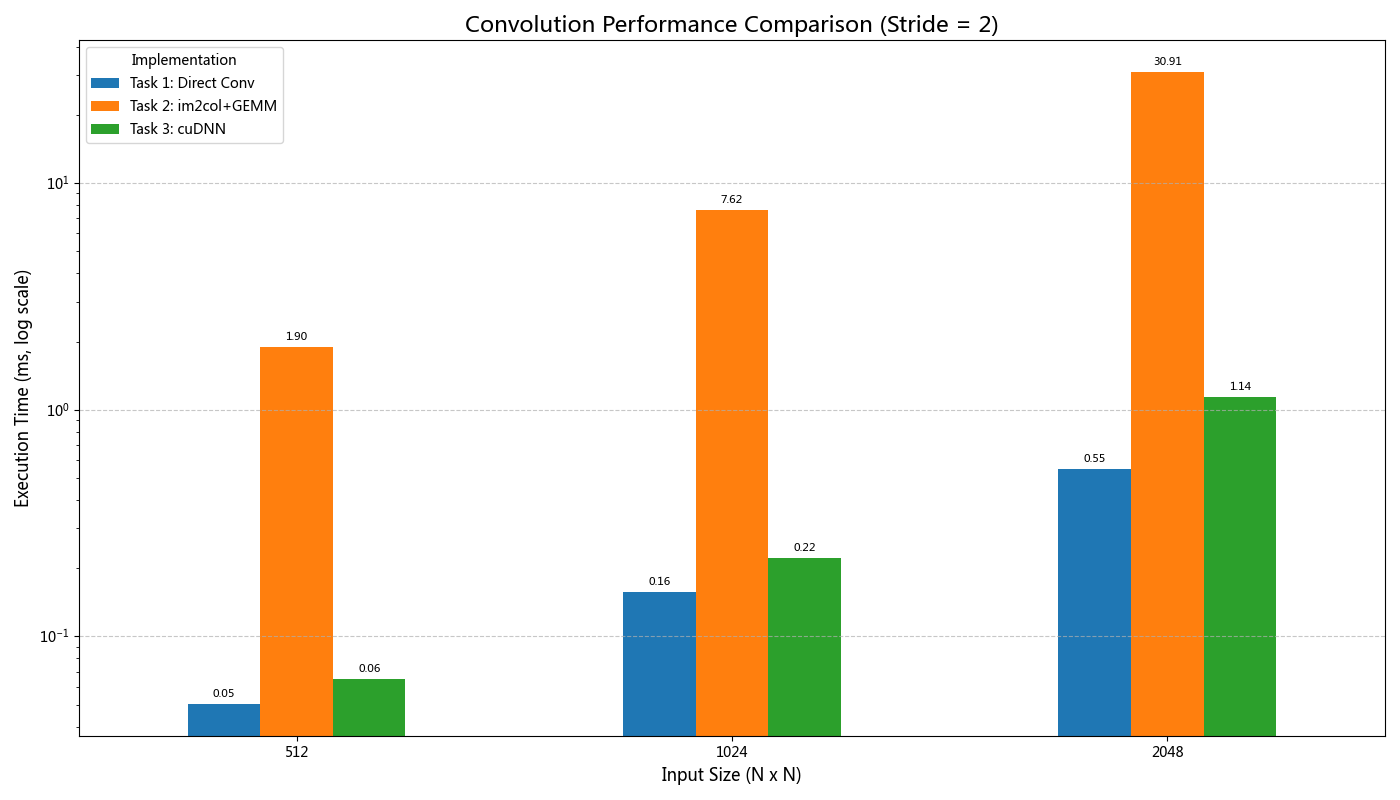 Convolution Performance Comparison (Stride = 2)
Implementation
Task 1: Direct Conv
Task 2: im2col+GEMM
Task 3: cuDNN
Execution Time (ms, log scale)
10¹
10⁰
10⁻¹
0.05
1.90
0.06
0.16
7.62
0.22
0.55
30.91
1.14
512
1024
2048
Input Size (N x N)